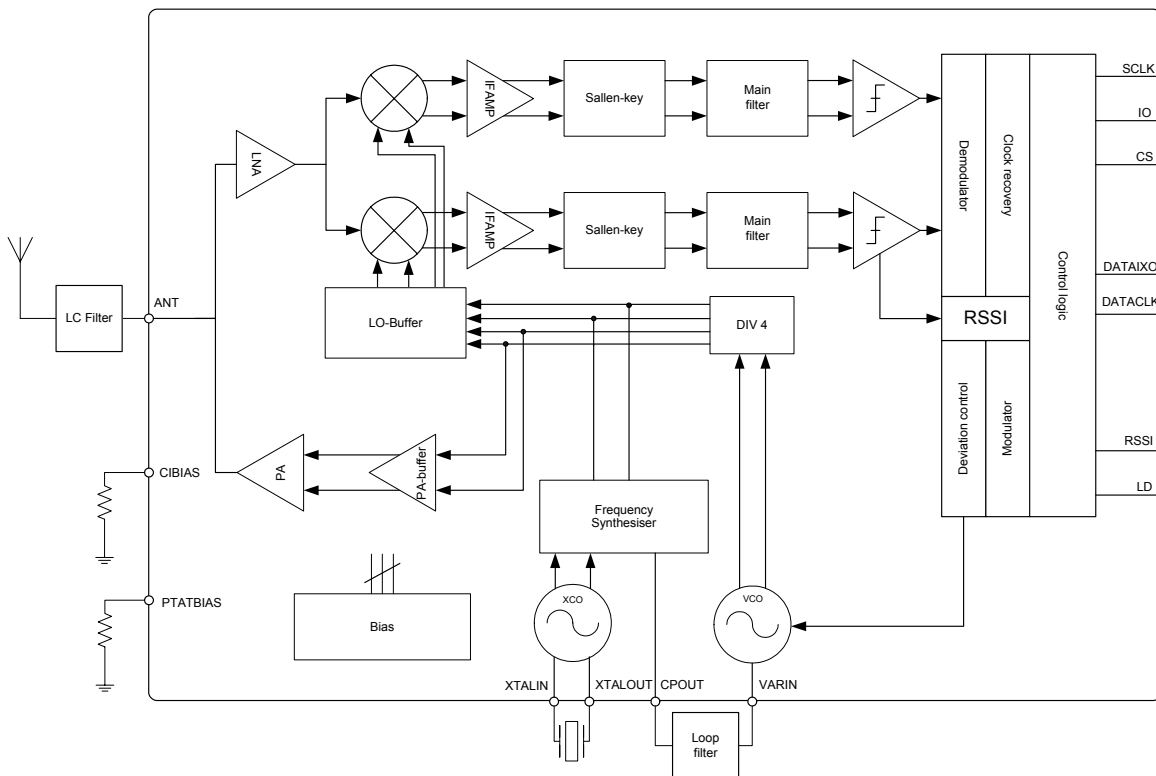 SCLK
IO
CS
DATAIXO
DATACLK
RSSI
LD
IFAMP
Sallen-key
Main
filter
LNA
IFAMP
Sallen-key
Main
filter
Demodulator
Clock recovery
Control logic
RSSI
Deviation control
Modulator
ANT
LC Filter
LO-Buffer
DIV 4
PA
PA-buffer
CIBIAS
Frequency
Synthesiser
PTATBIAS
Bias
XCO
VCO
XTALIN
XTALOUT
CPOUT
VARIN
Loop
filter